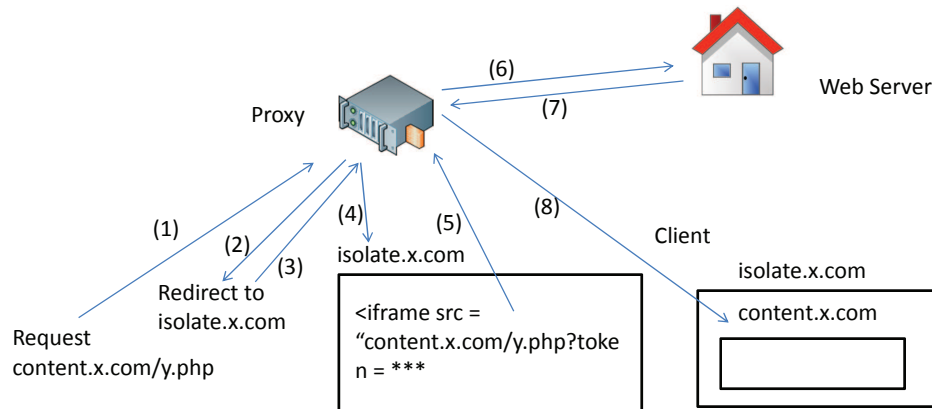 (6)
(7)
Web Server
Proxy
(1)
(2)
(3)
(4)
(5)
(8)
Client
isolate.x.com
isolate.x.com
Redirect to
isolate.x.com
<iframe src =
“content.x.com/y.php?toke
n = ***
content.x.com
Request
content.x.com/y.php